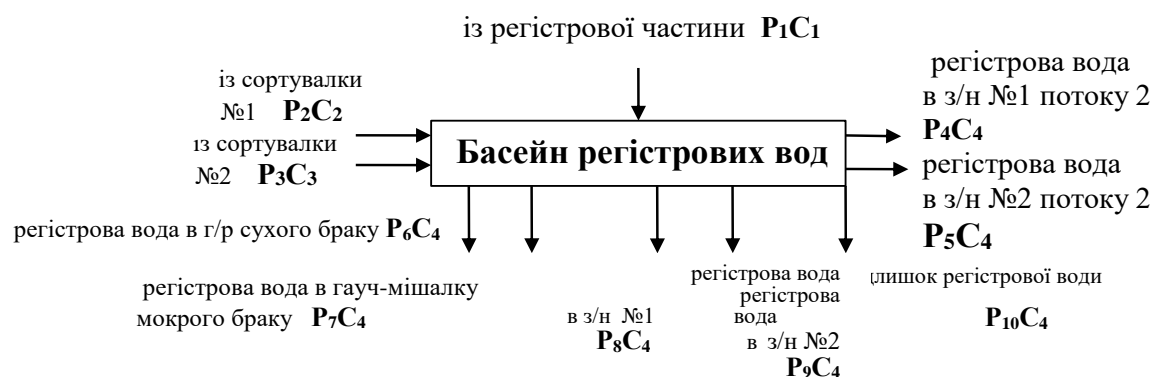 із регістрової частини P₁C₁
із сортувалки
№1 P₂C₂
із сортувалки
№2 P₃C₃
Басейн регістрових вод
регістрова вода
в з/н №1 потоку 2
P₄C₄
регістрова вода
в з/н №2 потоку 2
P₅C₄
регістрова вода в г/р сухого браку P₆C₄
регістрова вода в гауч-мішалку
мокрого браку P₇C₄
в з/н №1
P₈C₄
регістрова вода
регістрова
вода
в з/н №2
P₉C₄
лишок регістрової води
P₁₀C₄